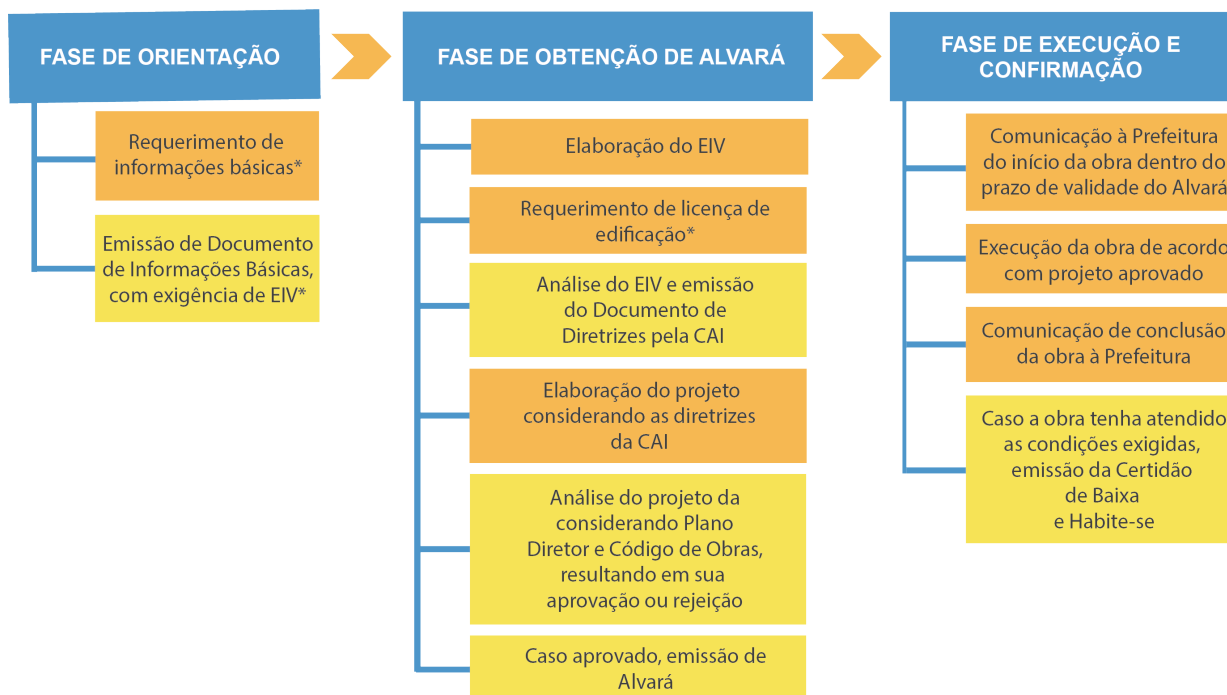 FASE DE ORIENTAÇÃO
Requerimento de
informações básicas*
Emissão de Documento
de Informações Básicas,
com exigência de EIV*
FASE DE OBTENÇÃO DE ALVARÁ
Elaboração do EIV
Requerimento de licença de
edificação*
Análise do EIV e emissão
do Documento de
Diretrizes pela CAI
Elaboração do projeto
considerando as diretrizes
da CAI
Análise do projeto da
considerando Plano
Diretor e Código de Obras,
resultando em sua
aprovação ou rejeição
Caso aprovado, emissão de
Alvará
FASE DE EXECUÇÃO E
CONFIRMAÇÃO
Comunicação à Prefeitura
do início da obra dentro do
prazo de validade do Alvará
Execução da obra de acordo
com projeto aprovado
Comunicação de conclusão
da obra à Prefeitura
Caso a obra tenha atendido
as condições exigidas,
emissão da Certidão
de Baixa
e Habite-se